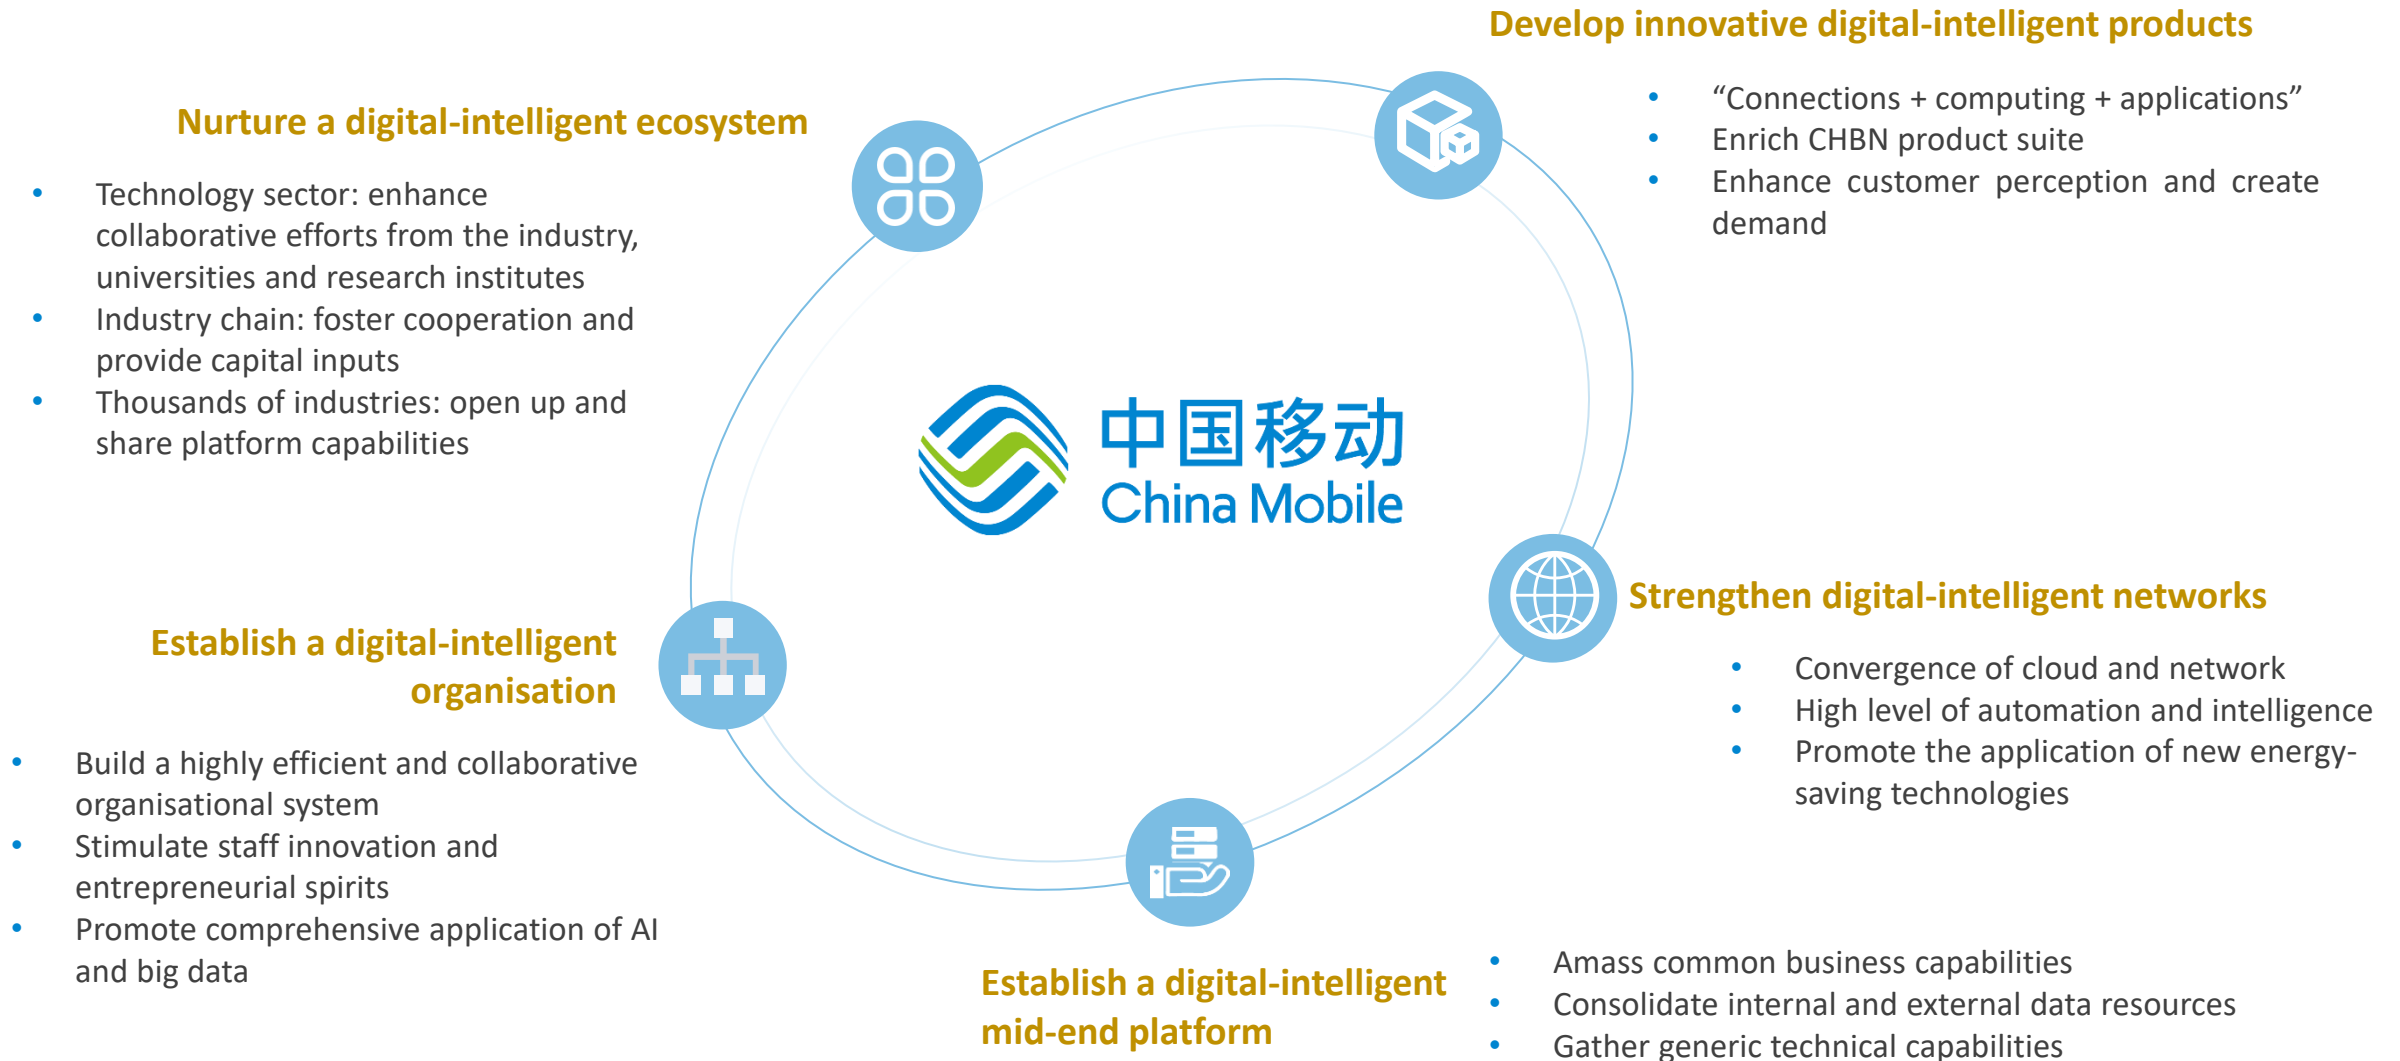 Develop innovative digital-intelligent products
• “Connections + computing + applications”
• Enrich CHBN product suite
• Enhance customer perception and create
demand
Nurture a digital-intelligent ecosystem
• Technology sector: enhance
collaborative efforts from the industry,
universities and research institutes
• Industry chain: foster cooperation and
provide capital inputs
• Thousands of industries: open up and
share platform capabilities
中国移动
China Mobile
Strengthen digital-intelligent networks
• Convergence of cloud and network
• High level of automation and intelligence
• Promote the application of new energy-
saving technologies
Establish a digital-intelligent
organisation
• Build a highly efficient and collaborative
organisational system
• Stimulate staff innovation and
entrepreneurial spirits
• Promote comprehensive application of AI
and big data
Establish a digital-intelligent
mid-end platform
• Amass common business capabilities
• Consolidate internal and external data resources
• Gather generic technical capabilities